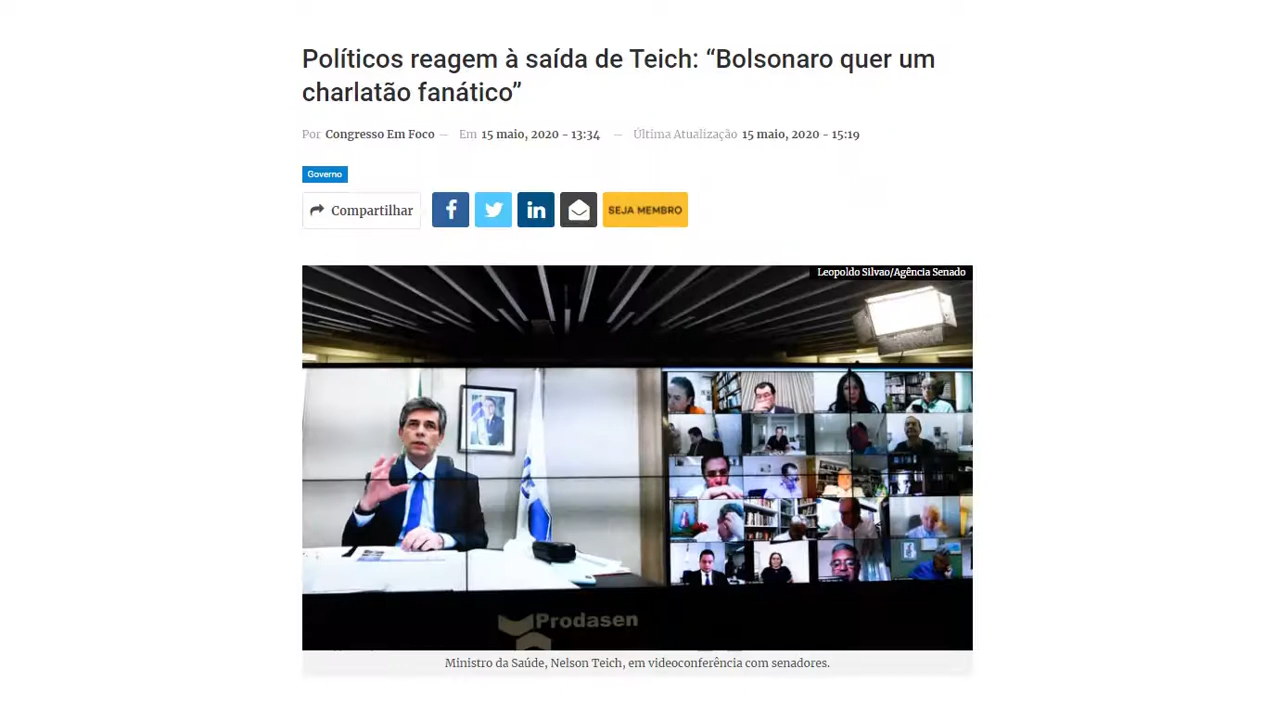 Políticos reagem à saída de Teich: “Bolsonaro quer um
charlatão fanático”
Por Congresso Em Foco — Em 15 maio, 2020 - 13:34 — Última Atualização 15 maio, 2020 - 15:19
Governo
Compartilhar
SEJA MEMBRO
Leopoldo Silvao/Agência Senado
Prodasen
Ministro da Saúde, Nelson Teich, em videoconferência com senadores.